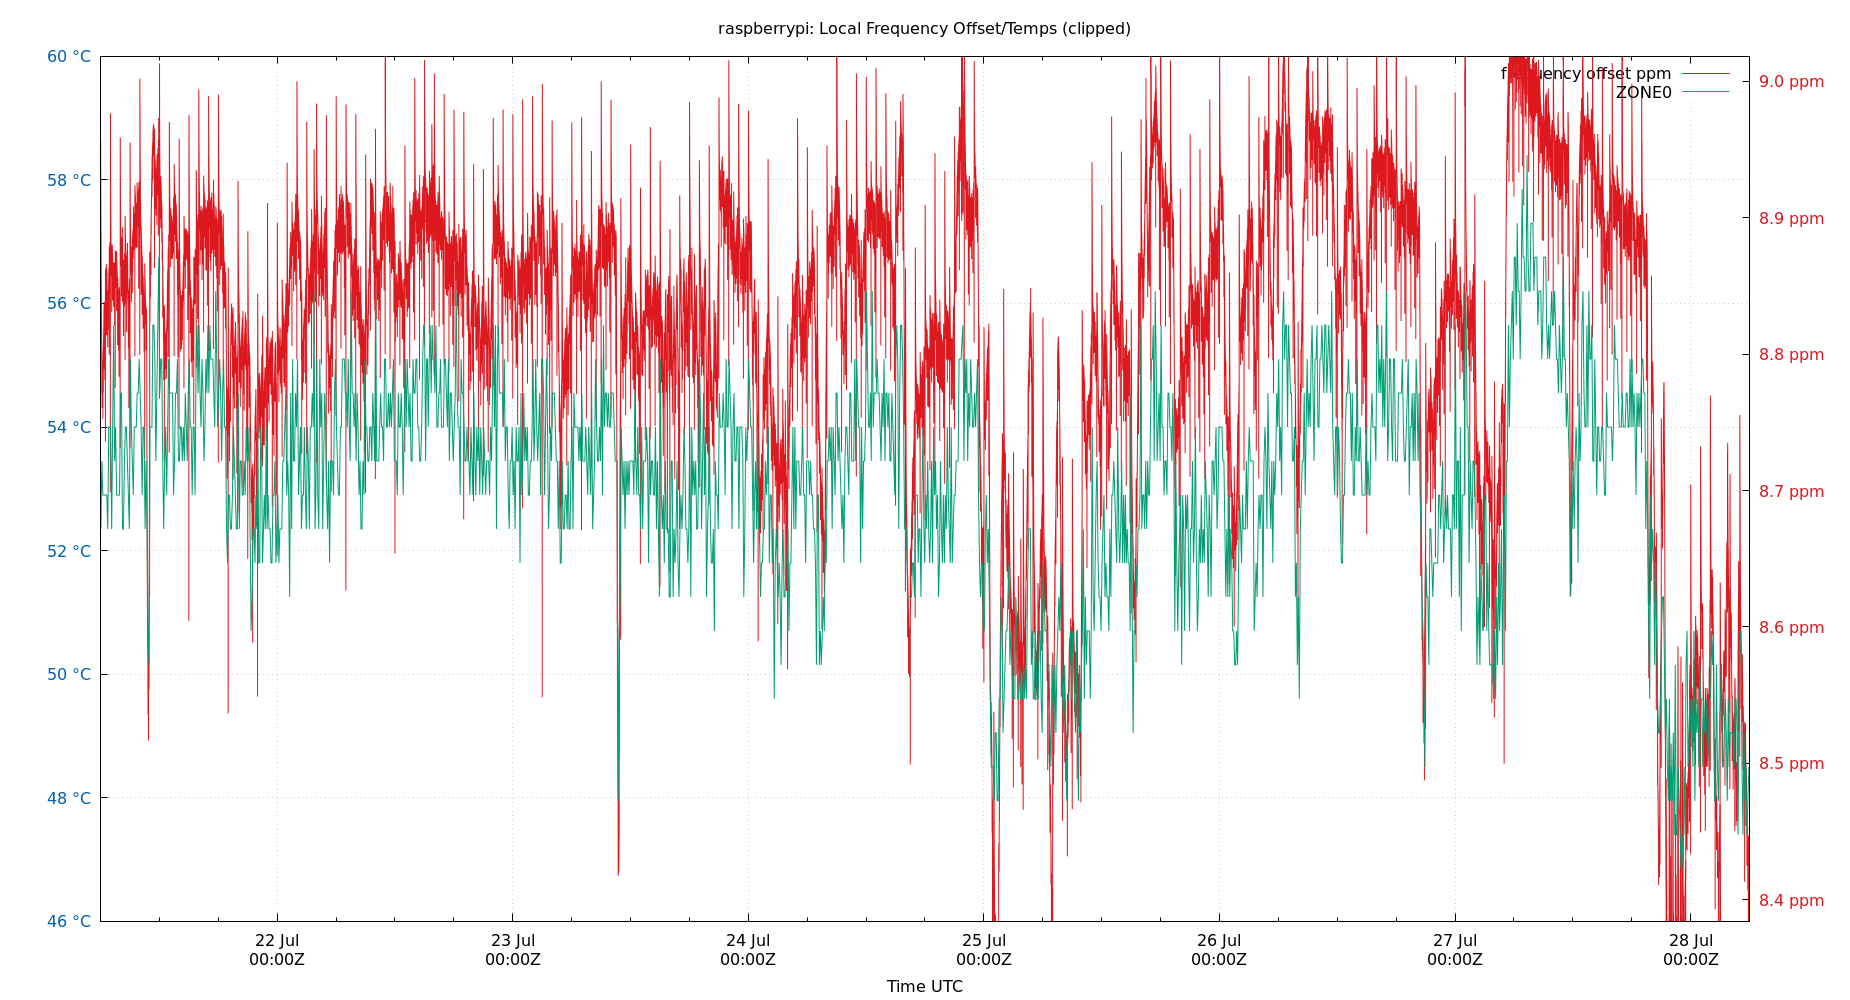 raspberrypi: Local Frequency Offset/Temps (clipped)
60 °C
58 °C
56 °C
54 °C
52 °C
50 °C
48 °C
46 °C
frequency offset ppm
ZONE0
9.0 ppm
8.9 ppm
8.8 ppm
8.7 ppm
8.6 ppm
8.5 ppm
8.4 ppm
22 Jul
00:00Z
23 Jul
00:00Z
24 Jul
00:00Z
25 Jul
00:00Z
26 Jul
00:00Z
27 Jul
00:00Z
28 Jul
00:00Z
Time UTC